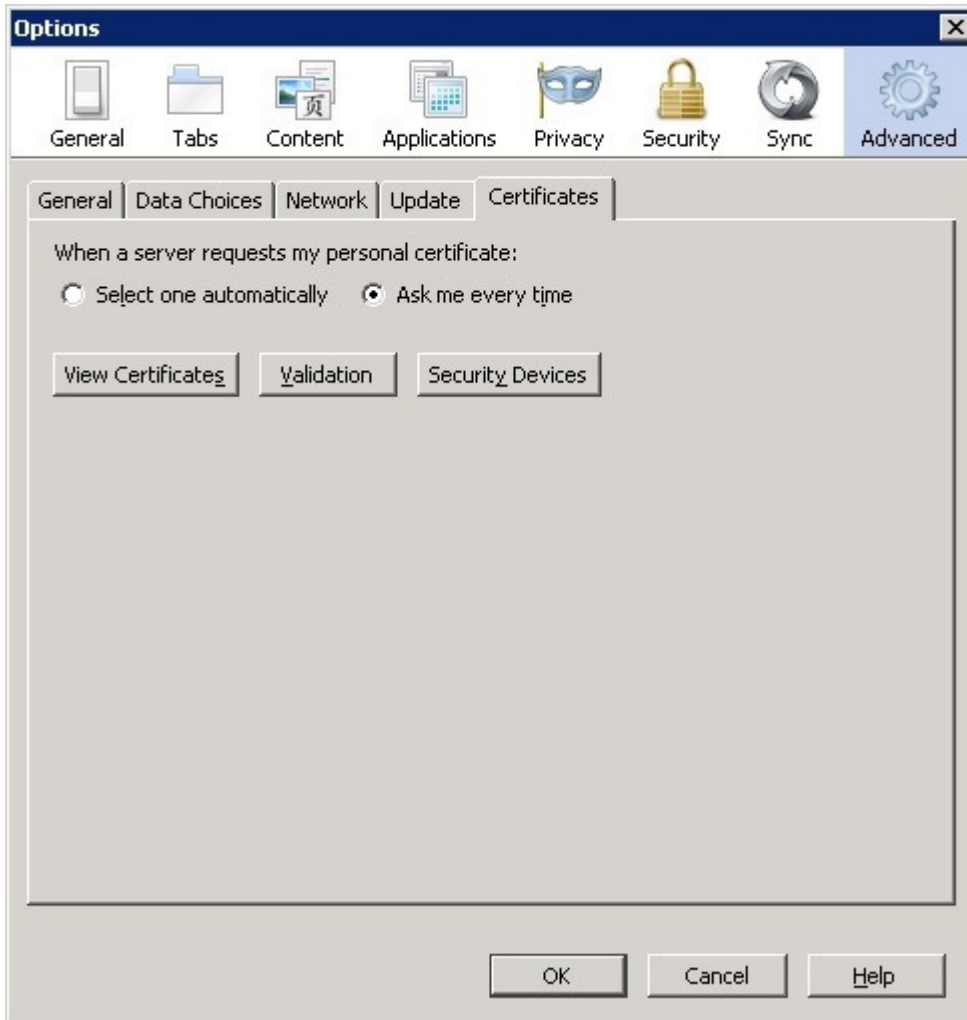 Options
页
General Tabs Content Applications Privacy Security Sync Advanced
General Data Choices Network Update Certificates
When a server requests my personal certificate:
Select one automatically Ask me every time
View Certificates Validation Security Devices
OK Cancel Help